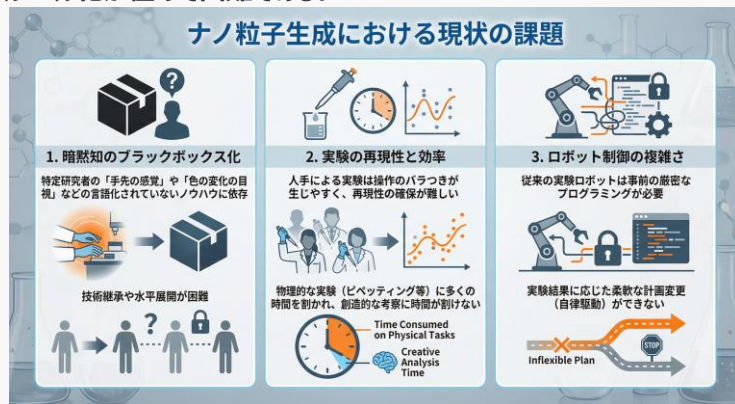 ナノ粒子生成における現状の課題
1. 暗黙知のブラックボックス化
特定研究者の「手先の感覚」や「色の変化の目
視」などの言語化されていないノウハウに依存
技術継承や水平展開が困難
2. 実験の再現性と効率
人手による実験は操作のバラつきが
生じやすく、再現性の確保が難しい
物理的な実験（ピペッティング等）に多くの
時間を割かれ、創造的な考察に時間が割けない
Time Consumed
on Physical Tasks
Creative
Analysis
Time
3. ロボット制御の複雑さ
従来の実験ロボットは事前の厳密な
プログラミングが必要
実験結果に応じた柔軟な計画変更
（自律駆動）ができない
STOP
Inflexible Plan